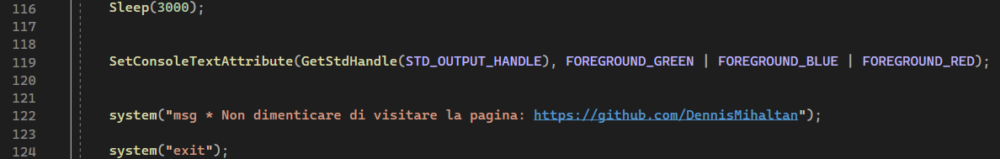 116 Sleep(3000);
117
118
119 SetConsoleTextAttribute(GetStdHandle(STD_OUTPUT_HANDLE), FOREGROUND_GREEN | FOREGROUND_BLUE | FOREGROUND_RED);
120
121
122 system("msg * Non dimenticare di visitare la pagina: https://github.com/DennisMihaltan");
123
124 system("exit");